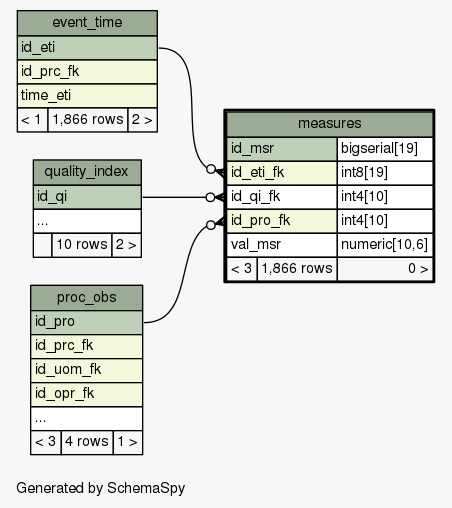 event_time
id_eti
id_prc_fk
time_eti
< 1 1,866 rows 2 >
measures
id_msr bigserial[19]
id_eti_fk int8[19]
id_qi_fk int4[10]
id_pro_fk int4[10]
val_msr numeric[10,6]
< 3 1,866 rows 0 >
quality_index
id_qi
...
10 rows 2 >
proc_obs
id_pro
id_prc_fk
id_uom_fk
id_opr_fk
...
< 3 4 rows 1 >
Generated by SchemaSpy